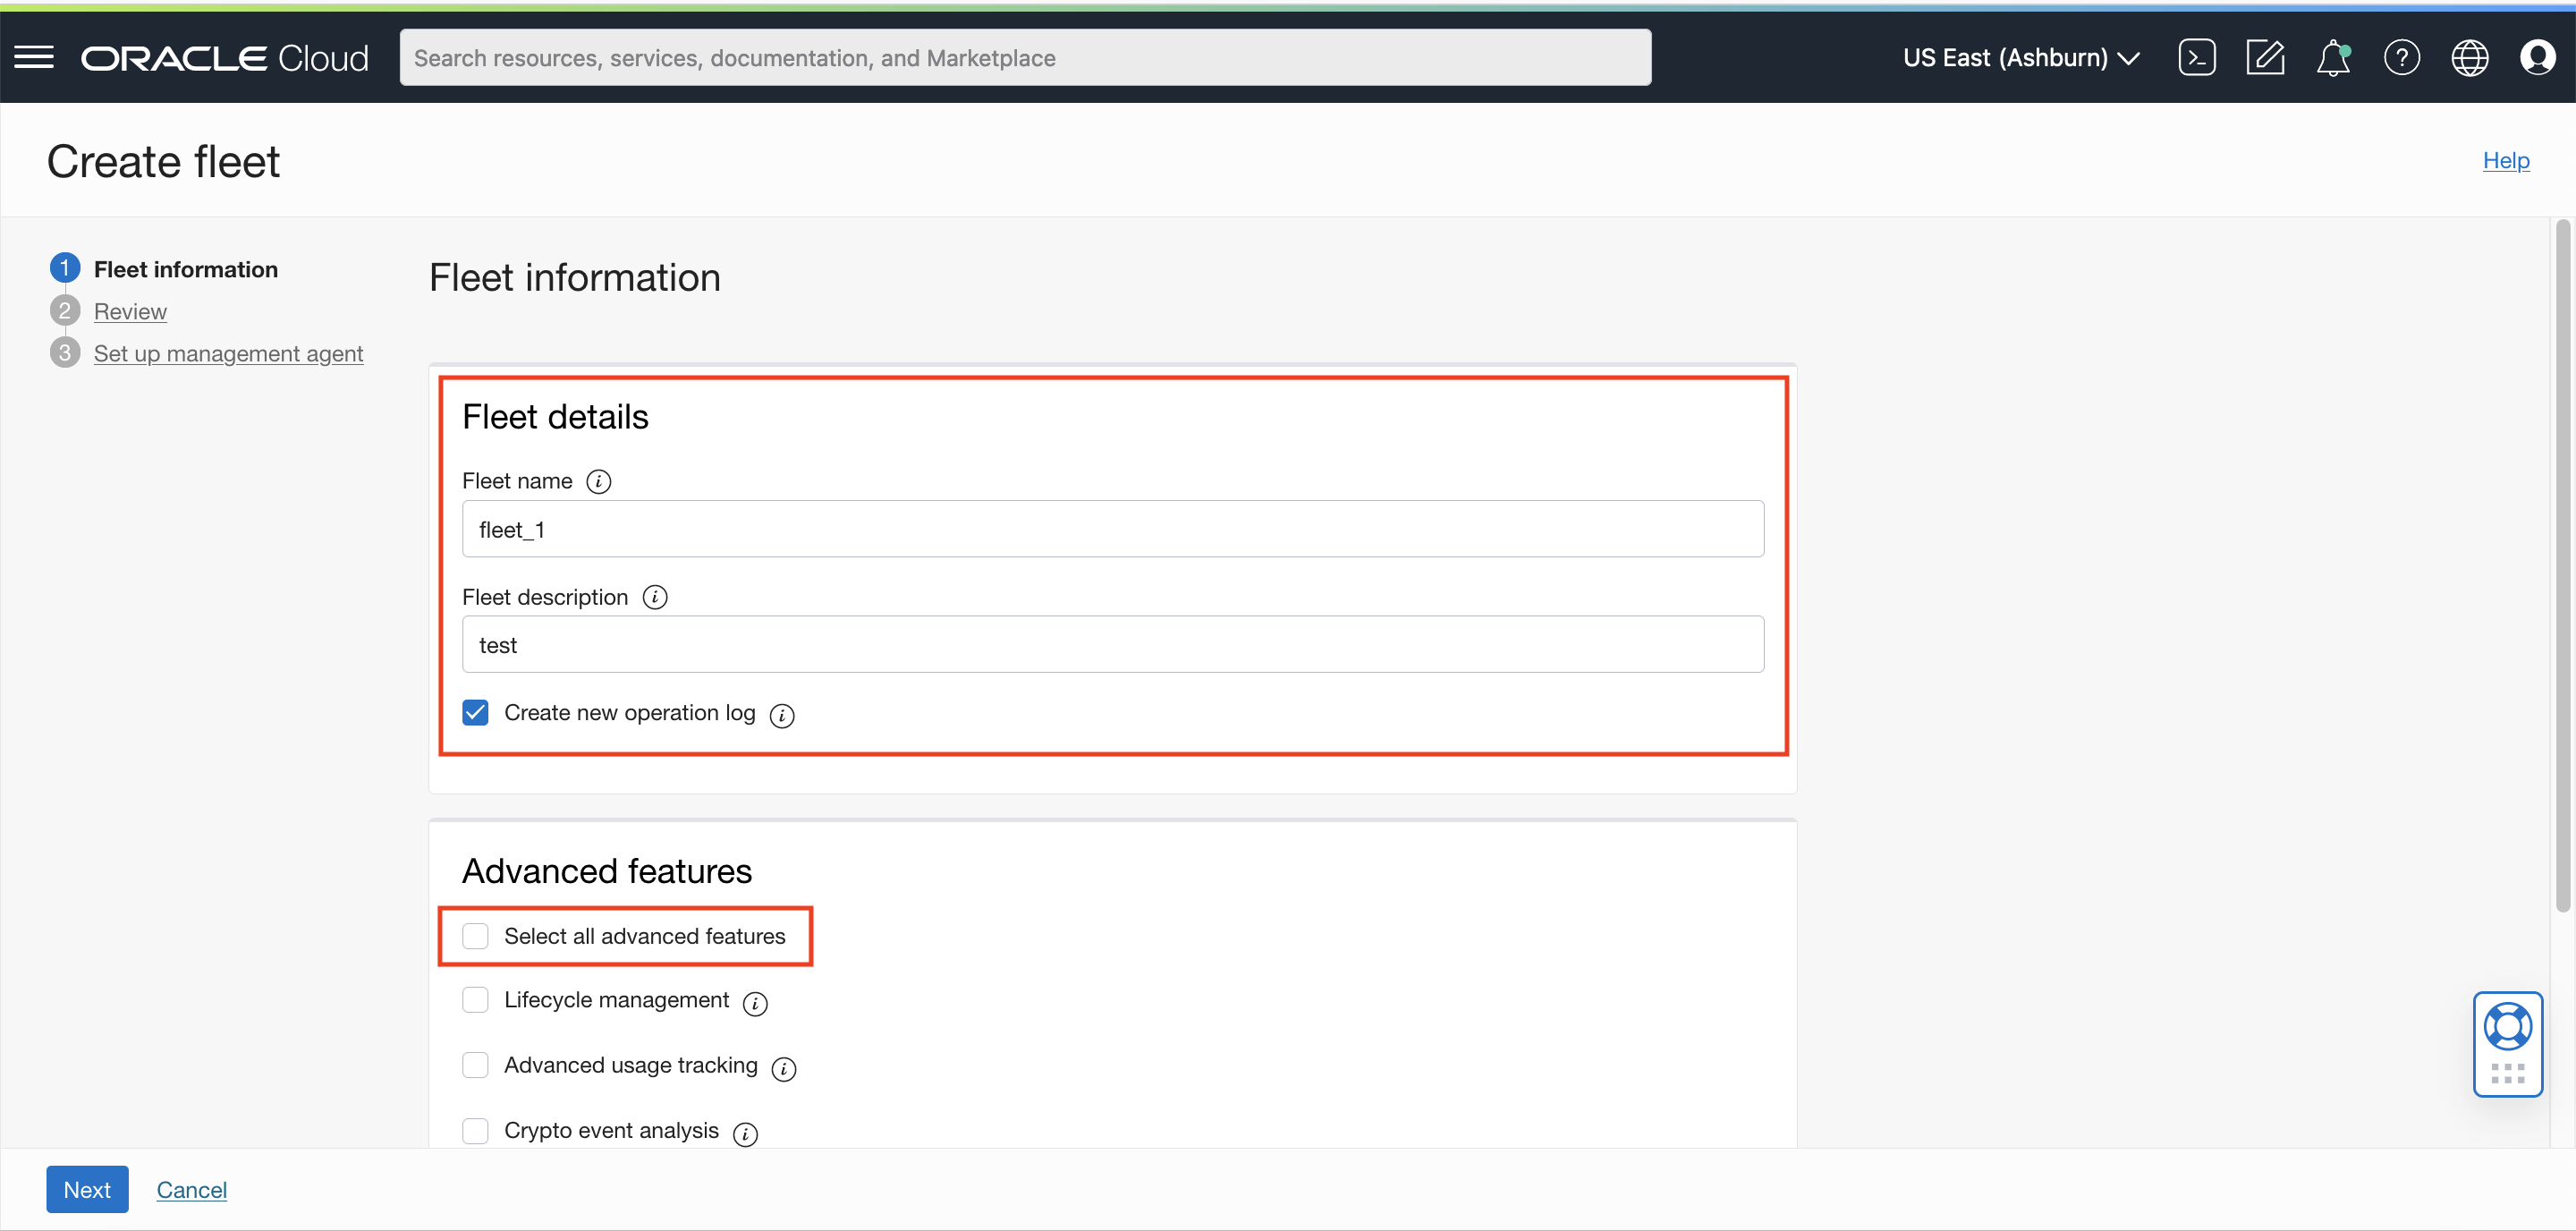 ORACLE Cloud
Search resources, services, documentation, and Marketplace
US East (Ashburn)
Create fleet
Help
1 Fleet information
2 Review
3 Set up management agent
Fleet information
Fleet details
Fleet name
fleet_1
Fleet description
test
Create new operation log
Advanced features
Select all advanced features
Lifecycle management
Advanced usage tracking
Crypto event analysis
Next
Cancel